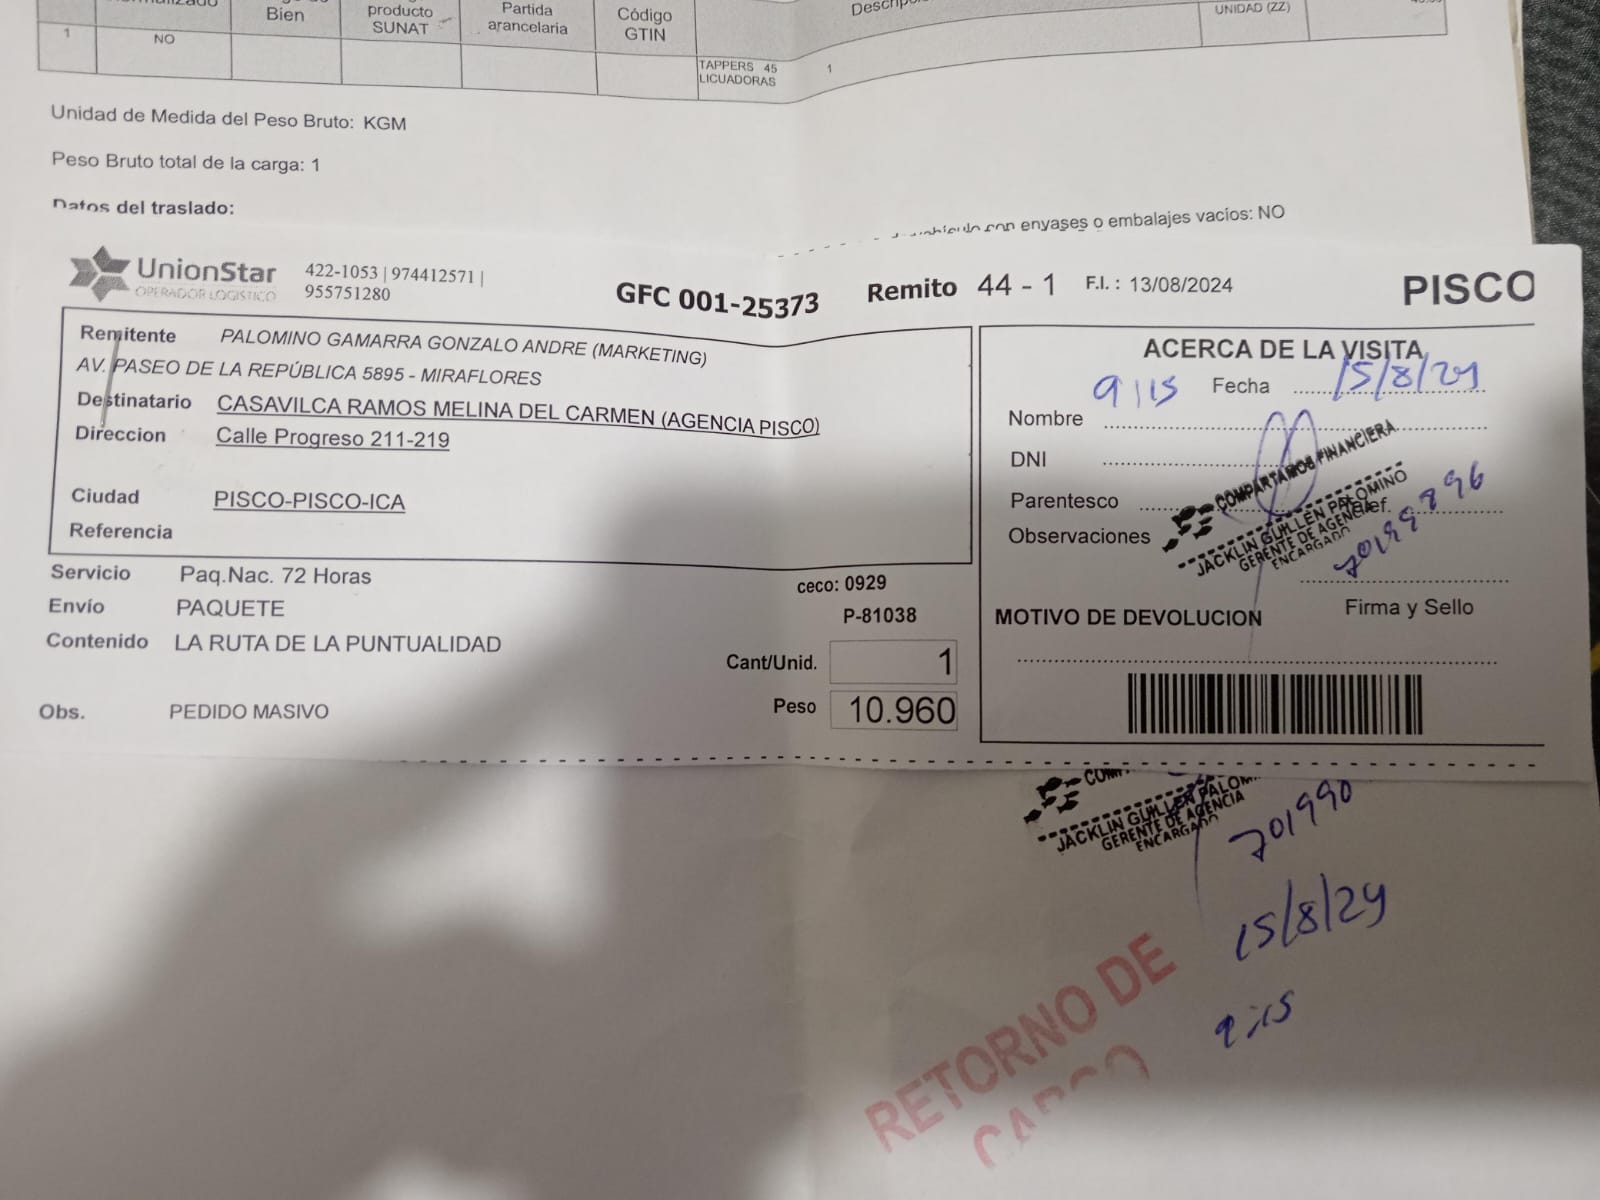 Bien
producto
SUNAT
Partida
arancelaria
Código
GTIN
UNIDAD (ZZ)
1
NO
TAPPERS 45
LICUADORAS
1
Unidad de Medida del Peso Bruto: KGM
Peso Bruto total de la carga: 1
Datos del traslado:
con envases o embalajes vacíos: NO
UnionStar
OPERADOR LOGISTICO
422-1053 | 974412571 |
955751280
GFC 001-25373
Remito 44 - 1
F.I. : 13/08/2024
PISCO
Remitente PALOMINO GAMARRA GONZALO ANDRE (MARKETING)
AV. PASEO DE LA REPÚBLICA 5895 - MIRAFLORES
Destinatario CASAVILCA RAMOS MELINA DEL CARMEN (AGENCIA PISCO)
Direccion Calle Progreso 211-219
Ciudad PISCO-PISCO-ICA
Referencia
Servicio Paq.Nac. 72 Horas
ceco: 0929
Envío PAQUETE
P-81038
Contenido LA RUTA DE LA PUNTUALIDAD
Cant/Unid. 1
Peso 10.960
Obs. PEDIDO MASIVO
ACERCA DE LA VISITA
9:15 Fecha 15/8/24
Nombre
DNI
Parentesco
Telef.
Observaciones
COMPARTAMOS FINANCIERA
JACKLIN GUILLEN PALOMINO
GERENTE DE AGENCIA
ENCARGADO
70199896
Firma y Sello
MOTIVO DE DEVOLUCION
JACKLIN GUILLEN PALOM
GERENTE DE AGENCIA
ENCARGADO
701990
15/8/24
9:15
RETORNO DE
CARGO